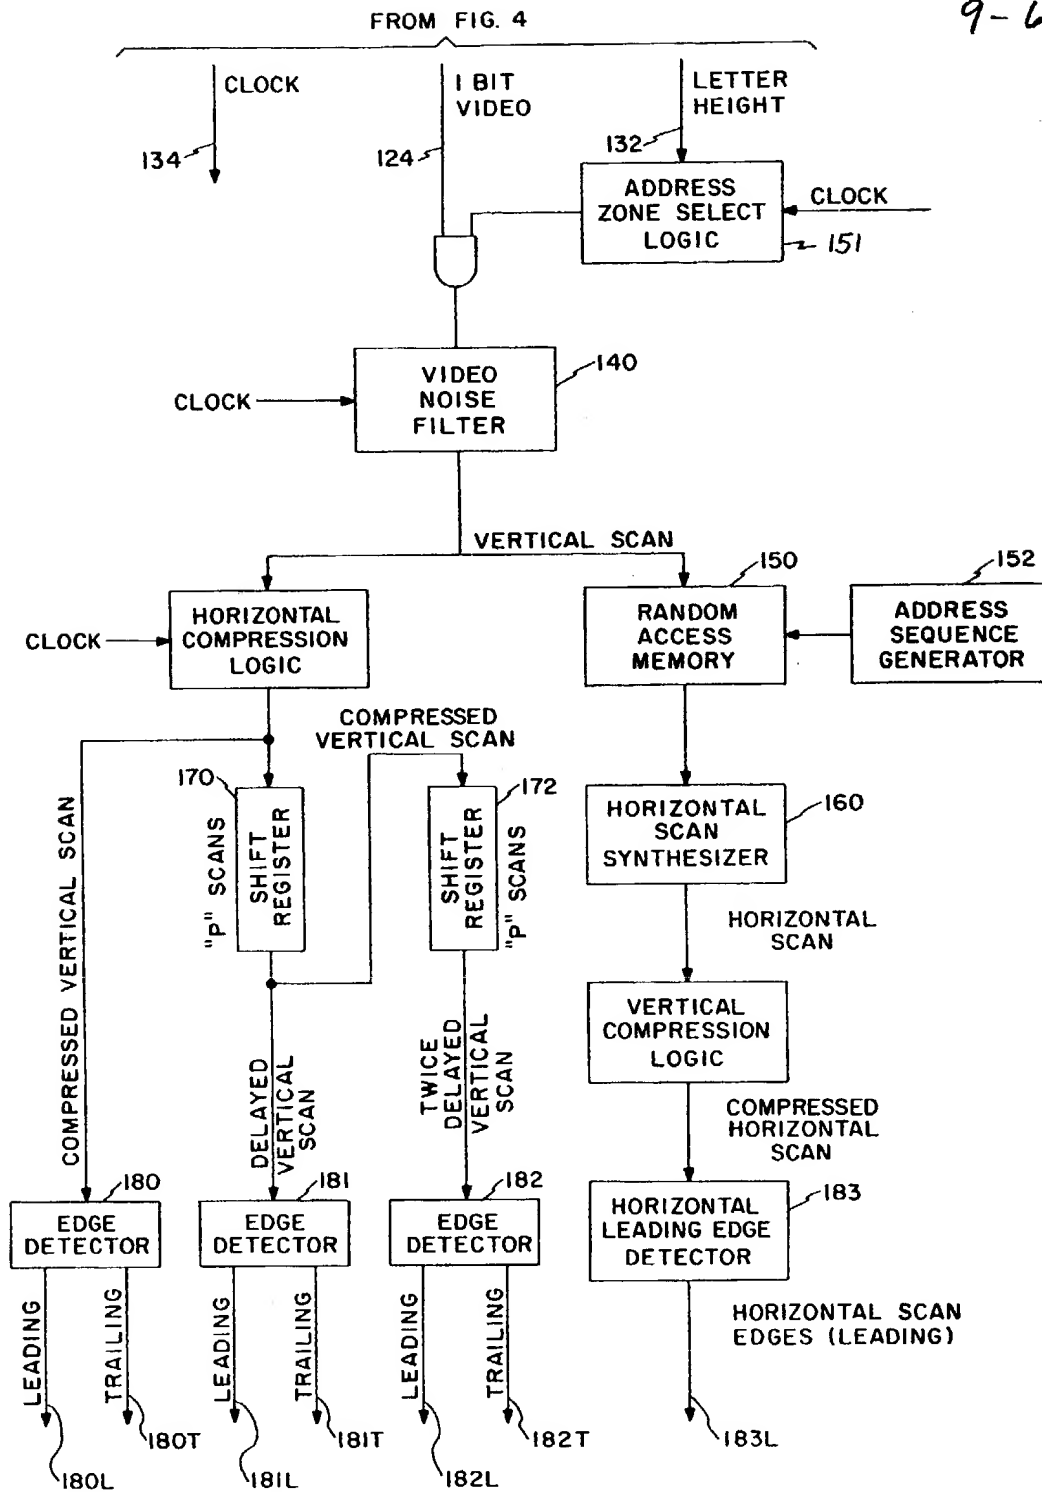 FROM FIG. 4
CLOCK
1 BIT
VIDEO
LETTER
HEIGHT
134
124
132
ADDRESS
ZONE SELECT
LOGIC
CLOCK
151
VIDEO
NOISE
FILTER
140
CLOCK
VERTICAL SCAN
HORIZONTAL
COMPRESSION
LOGIC
CLOCK
150
RANDOM
ACCESS
MEMORY
152
ADDRESS
SEQUENCE
GENERATOR
COMPRESSED
VERTICAL SCAN
170
SHIFT
REGISTER
"P" SCANS
172
SHIFT
REGISTER
"P" SCANS
160
HORIZONTAL
SCAN
SYNTHESIZER
HORIZONTAL
SCAN
COMPRESSED VERTICAL SCAN
DELAYED
VERTICAL
SCAN
TWICE
DELAYED
VERTICAL
SCAN
VERTICAL
COMPRESSION
LOGIC
COMPRESSED
HORIZONTAL
SCAN
180
EDGE
DETECTOR
181
EDGE
DETECTOR
182
EDGE
DETECTOR
183
HORIZONTAL
LEADING EDGE
DETECTOR
LEADING
TRAILING
LEADING
TRAILING
LEADING
TRAILING
HORIZONTAL SCAN
EDGES (LEADING)
180T
181T
182T
183L
180L
181L
182L